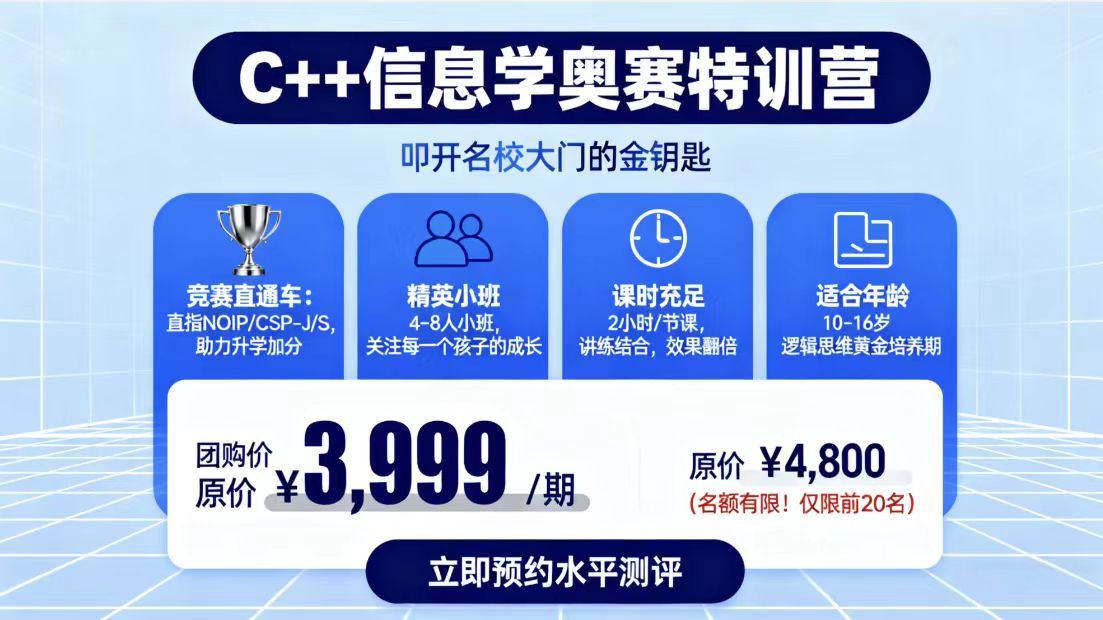 C++信息学奥赛特训营
叩开名校大门的金钥匙
竞赛直通车：
直指NOIP/CSP-J/S，
助力升学加分
精英小班
4-8人小班，
关注每一个孩子的成长
课时充足
2小时/节课，
讲练结合，效果翻倍
适合年龄
10-16岁
逻辑思维黄金培养期
团购价
原价 ¥3,999 /期
原价 ¥4,800
(名额有限！仅限前20名)
立即预约水平测评